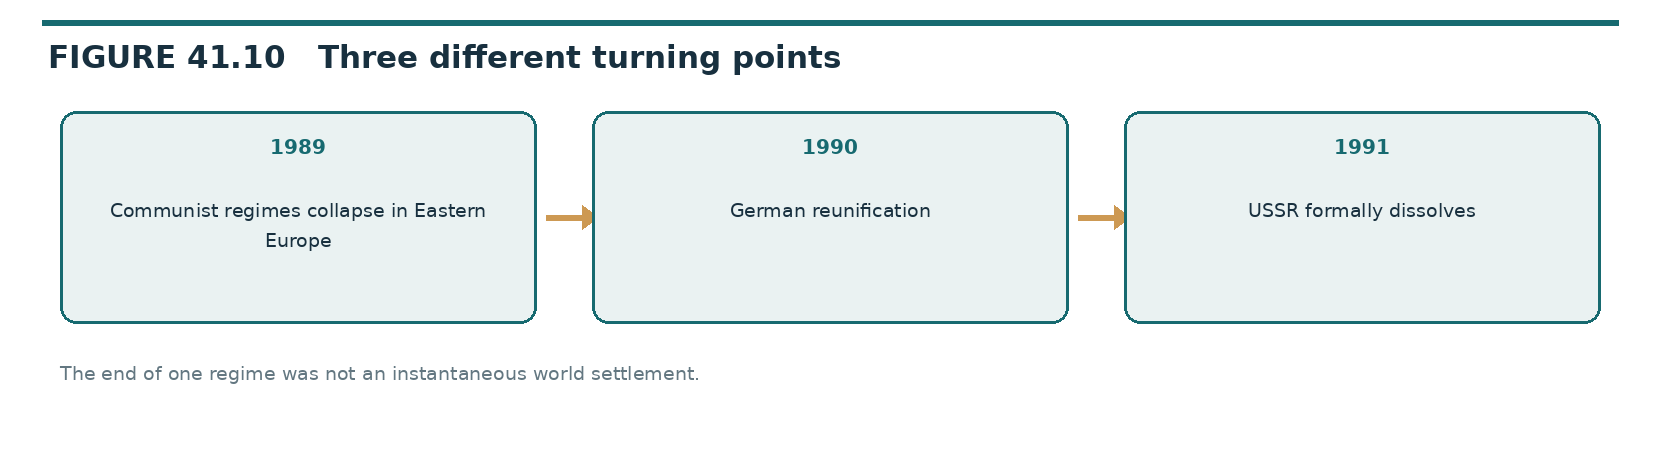 FIGURE 41.10 Three different turning points
1989
Communist regimes collapse in Eastern
Europe
1990
German reunification
1991
USSR formally dissolves
The end of one regime was not an instantaneous world settlement.